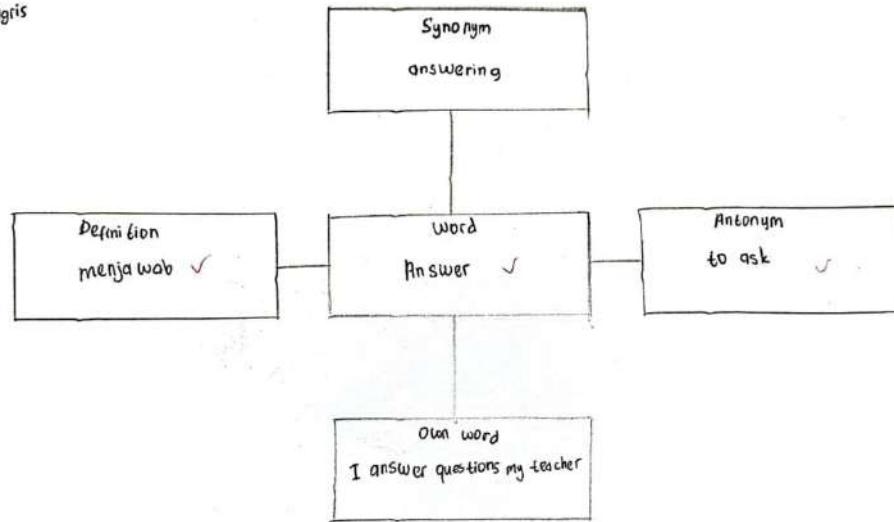 gris
Synonym
answering
Definition
menjawab
Word
Answer
Antonym
to ask
Own word
I answer questions my teacher